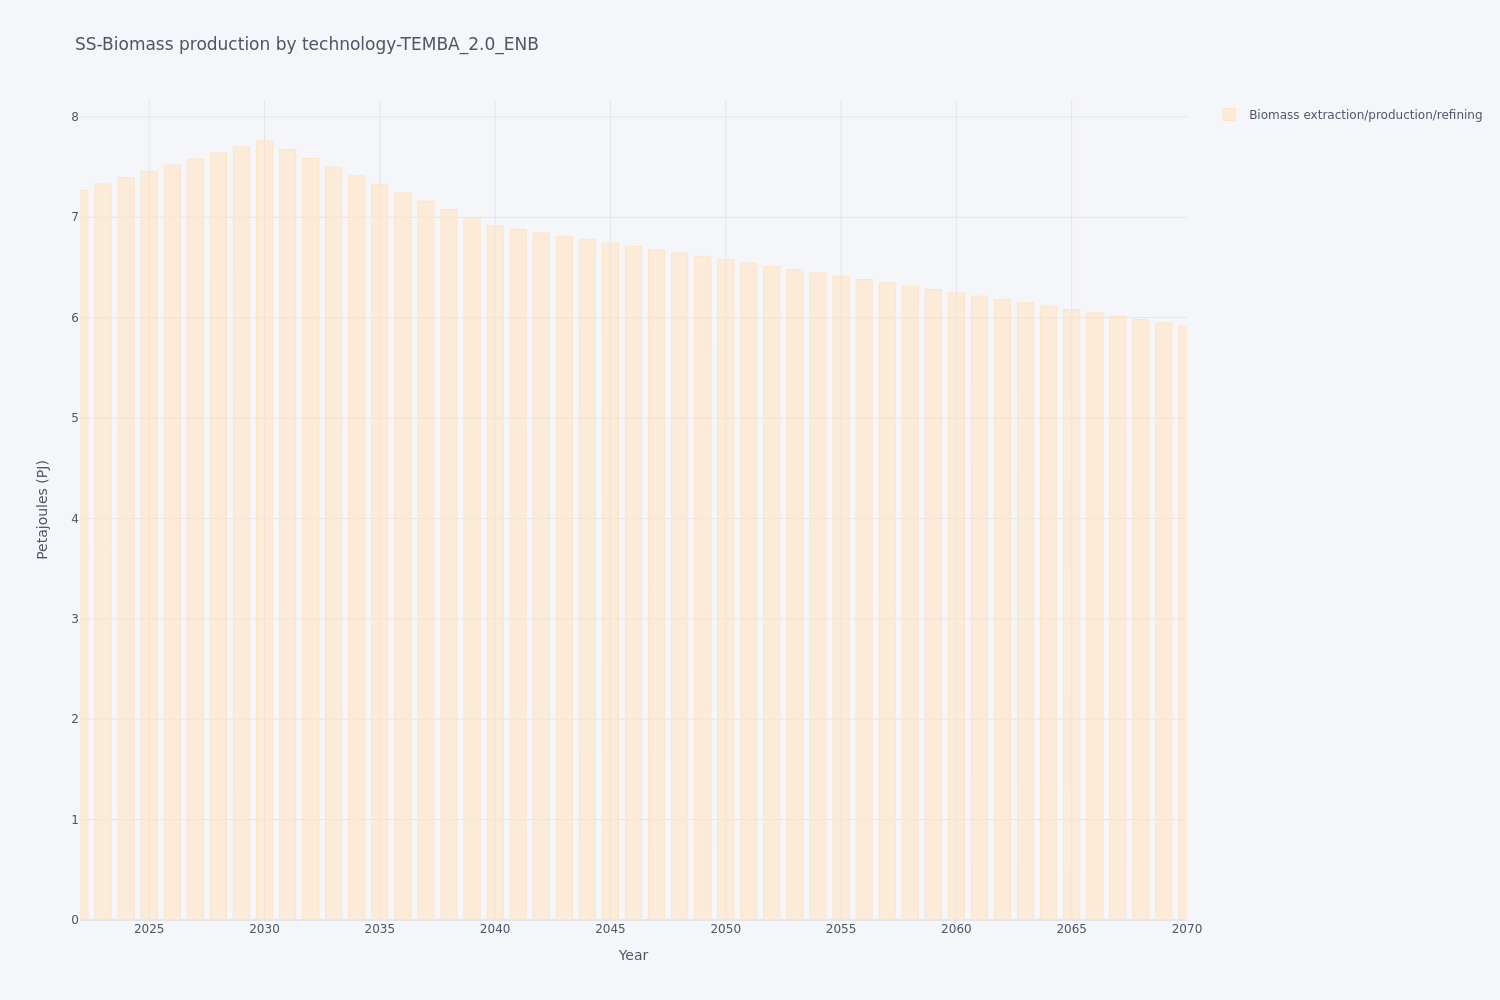 SS-Biomass production by technology-TEMBA_2.0_ENB
Biomass extraction/production/refining
8
7
6
5
4
3
2
1
0
Petajoules (PJ)
2025 2030 2035 2040 2045 2050 2055 2060 2065 2070
Year